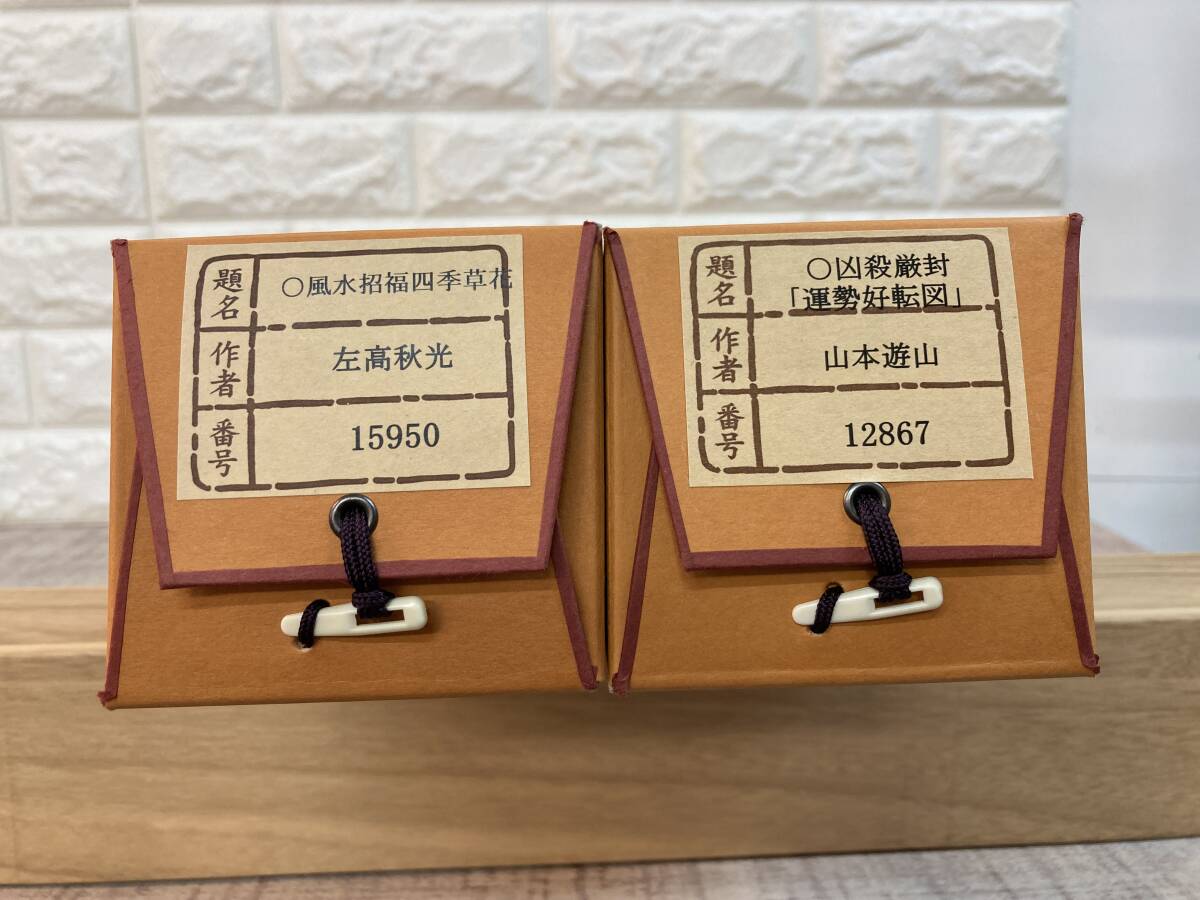 題名
○風水招福四季草花
作者
左高秋光
番号
15950
題名
○凶殺厳封
「運勢好転図」
作者
山本遊山
番号
12867